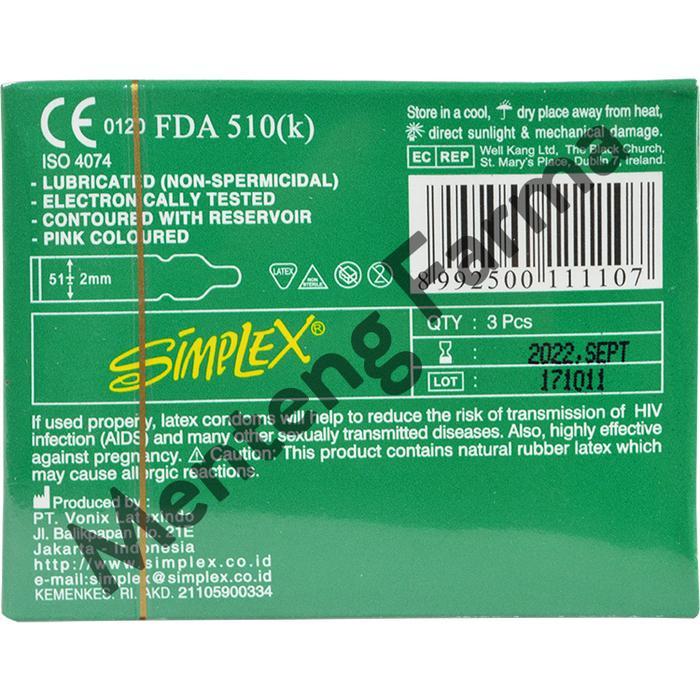 CE 0120 FDA 510(k)
ISO 4074
- LUBRICATED (NON-SPERMICIDAL)
- ELECTRONICALLY TESTED
- CONTOURED WITH RESERVOIR
- PINK COLOURED
51± 2mm
LATEX
NON STERILE
2
Store in a cool, dry place away from heat,
direct sunlight & mechanical damage.
EC REP Well Kang Ltd, The Black Church,
St. Mary's Place, Dublin 7, ireland.
8 992500 111107
SimPLEX®
QTY : 3 Pcs
: 2022.SEPT
LOT : 171011
If used properly, latex condoms will help to reduce the risk of transmission of HIV
infection (AIDS) and many other sexually transmitted diseases. Also, highly effective
against pregnancy. ⚠ Caution: This product contains natural rubber latex which
may cause allergic reactions.
Produced by :
PT. Vonix Latexindo
Jl. Balikpapan No. 21E
Jakarta - Indonesia
http://www.simplex.co.id
e-mail:simplex@simplex.co.id
KEMENKES. RI. AKD. 21105900334
Menteng Farma